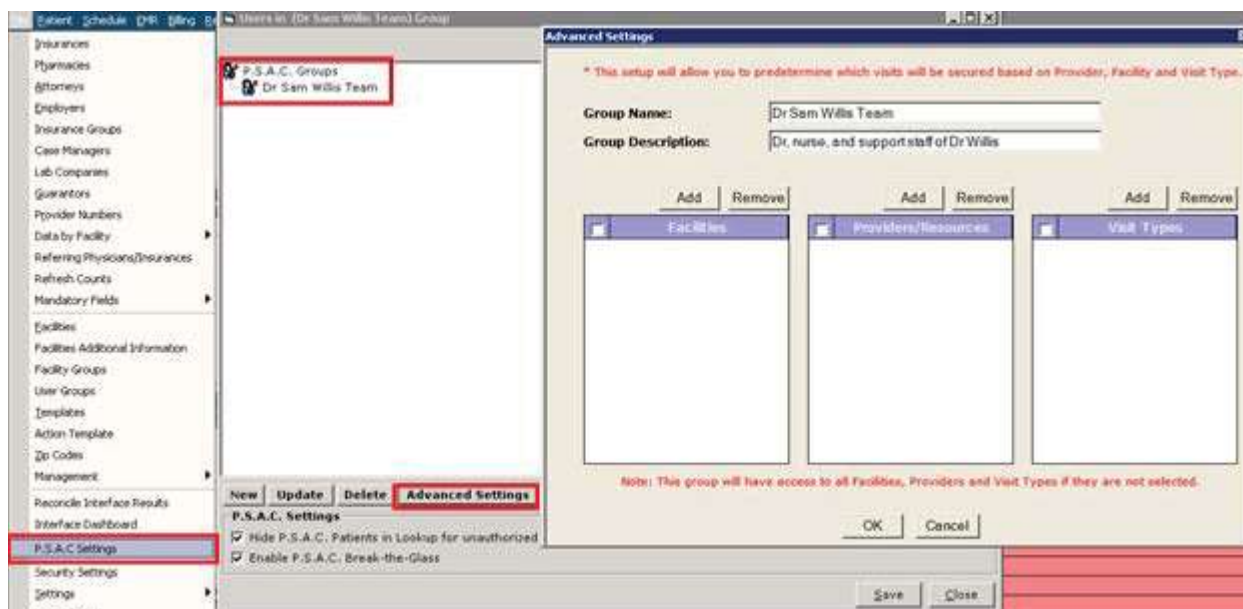 Patient Schedule EMR Billing
Insurances
Pharmacies
Attorneys
Employers
Insurance Groups
Case Managers
Lab Companies
Guarantors
Provider Numbers
Data by Facility
Referring Physicians/Insurances
Refresh Counts
Mandatory Fields
Facilities
Facilities Additional Information
Facility Groups
User Groups
Templates
Action Template
Zip Codes
Management
Reconcile Interface Results
Interface Dashboard
P.S.A.C Settings
Security Settings
Settings
Users in (Dr Sam Willis Team) Group
P.S.A.C. Groups
Dr Sam Willis Team
New Update Delete Advanced Settings
P.S.A.C. Settings
Hide P.S.A.C. Patients in Lookup for unauthorized
Enable P.S.A.C. Break-the-Glass
Save Close
Advanced Settings
* This setup will allow you to predetermine which visits will be secured based on Provider, Facility and Visit Type.
Group Name: Dr Sam Willis Team
Group Description: Dr, nurse, and support staff of Dr Willis
Add Remove Add Remove Add Remove
Facilities Providers/Resources Visit Types
Note: This group will have access to all Facilities, Providers and Visit Types if they are not selected.
OK Cancel